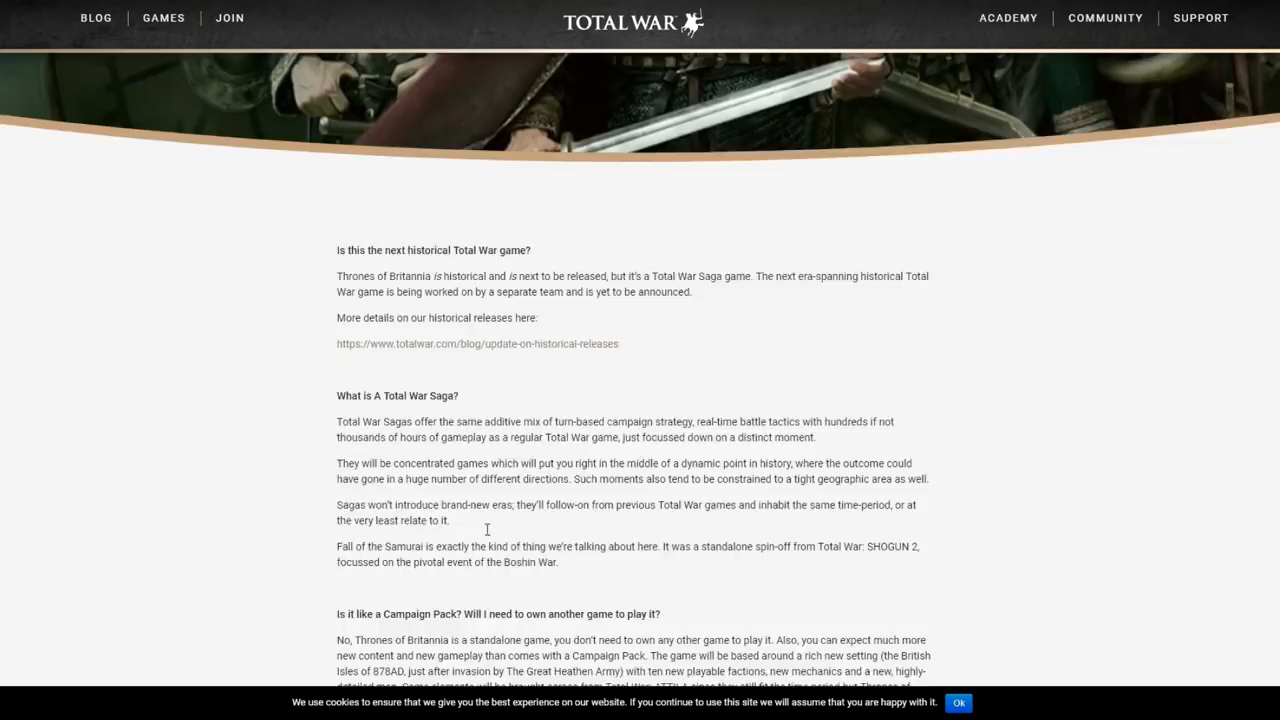 BLOG
GAMES
JOIN
TOTAL WAR
ACADEMY
COMMUNITY
SUPPORT
Is this the next historical Total War game?
Thrones of Britannia is historical and is next to be released, but it's a Total War Saga game. The next era-spanning historical Total
War game is being worked on by a separate team and is yet to be announced.
More details on our historical releases here:
https://www.totalwar.com/blog/update-on-historical-releases
What is A Total War Saga?
Total War Sagas offer the same additive mix of turn-based campaign strategy, real-time battle tactics with hundreds if not
thousands of hours of gameplay as a regular Total War game, just focussed down on a distinct moment.
They will be concentrated games which will put you right in the middle of a dynamic point in history, where the outcome could
have gone in a huge number of different directions. Such moments also tend to be constrained to a tight geographic area as well.
Sagas won't introduce brand-new eras; they'll follow-on from previous Total War games and inhabit the same time-period, or at
the very least relate to it.
Fall of the Samurai is exactly the kind of thing we're talking about here. It was a standalone spin-off from Total War: SHOGUN 2,
focussed on the pivotal event of the Boshin War.
Is it like a Campaign Pack? Will I need to own another game to play it?
No, Thrones of Britannia is a standalone game, you don't need to own any other game to play it. Also, you can expect much more
new content and new gameplay than comes with a Campaign Pack. The game will be based around a rich new setting (the British
Isles of 878AD, just after invasion by The Great Heathen Army) with ten new playable factions, new mechanics and a new, highly-
We use cookies to ensure that we give you the best experience on our website. If you continue to use this site we will assume that you are happy with it.
Ok